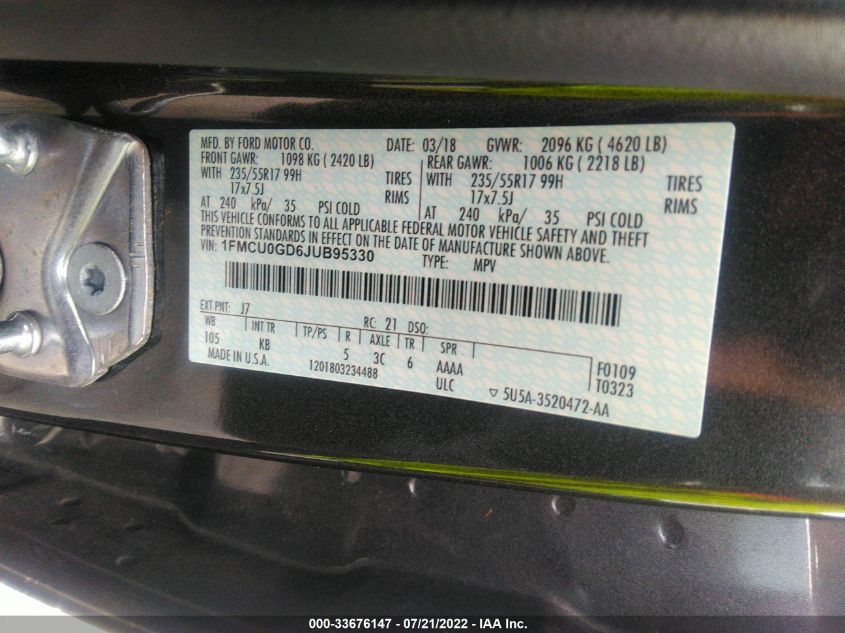 MFD. BY FORD MOTOR CO. DATE: 03/18 GVWR: 2096 KG ( 4620 LB)
FRONT GAWR: 1098 KG ( 2420 LB) REAR GAWR: 1006 KG ( 2218 LB)
WITH 235/55R17 99H TIRES WITH 235/55R17 99H TIRES
17x7.5J RIMS 17x7.5J RIMS
AT 240 kPa/ 35 PSI COLD AT 240 kPa/ 35 PSI COLD
THIS VEHICLE CONFORMS TO ALL APPLICABLE FEDERAL MOTOR VEHICLE SAFETY AND THEFT
PREVENTION STANDARDS IN EFFECT ON THE DATE OF MANUFACTURE SHOWN ABOVE.
VIN: 1FMCU0GD6JUB95330 TYPE: MPV
EXT PNT: J7 RC: 21 DSO:
WB INT TR TP/PS R AXLE TR SPR
105 KB 5 3C 6 AAAA F0109
MADE IN U.S.A. 1201803234488 ULC T0323
▽ 5U5A-3520472-AA
000-33676147 - 07/21/2022 - IAA Inc.